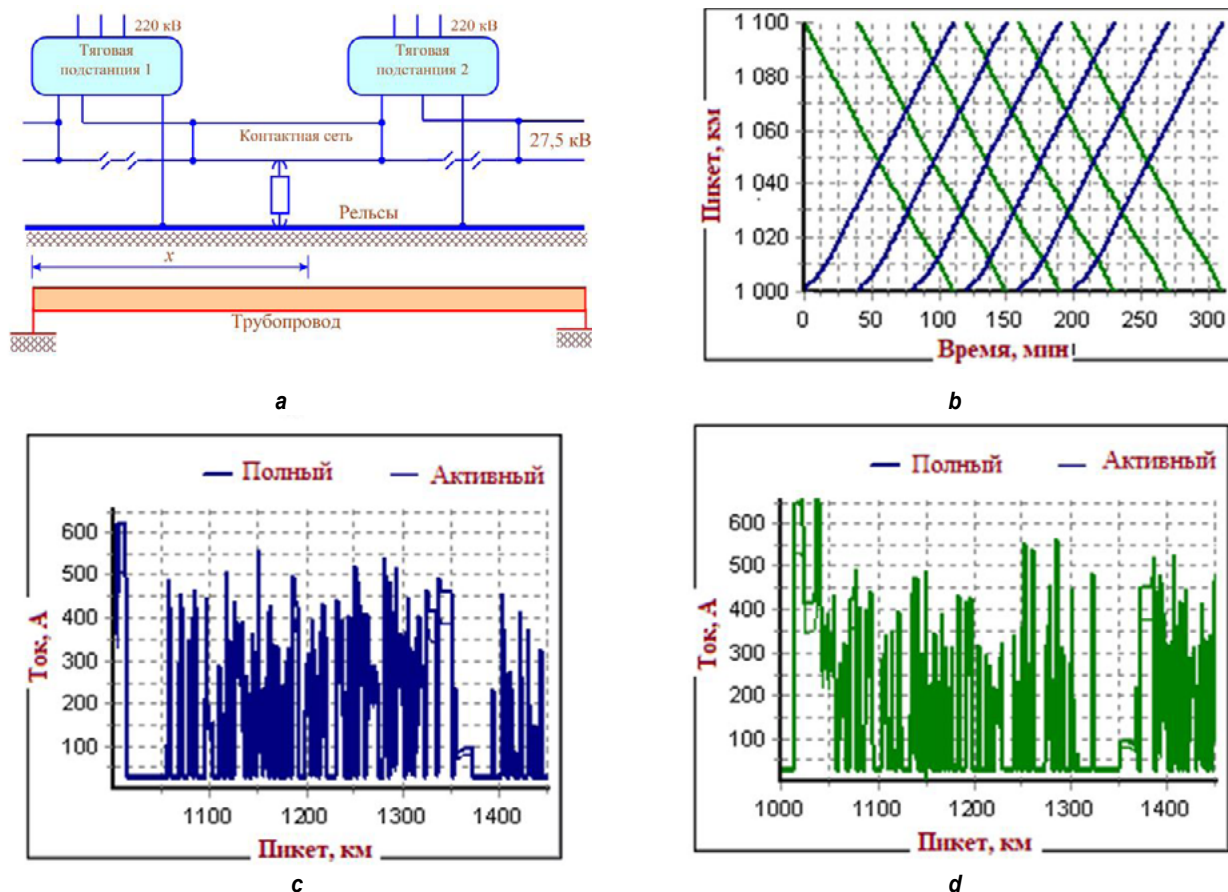 220 кВ
220 кВ
Тяговая
подстанция 1
Тяговая
подстанция 2
Контактная сеть
27,5 кВ
Рельсы
x
Трубопровод
a
Пикет, км
1 100
1 080
1 060
1 040
1 020
1 000
0 50 100 150 200 250 300
Время, мин
b
Полный Активный
Ток, А
600
500
400
300
200
100
1100 1200 1300 1400
Пикет, км
c
Полный Активный
Ток, А
600
500
400
300
200
100
1000 1100 1200 1300 1400
Пикет, км
d